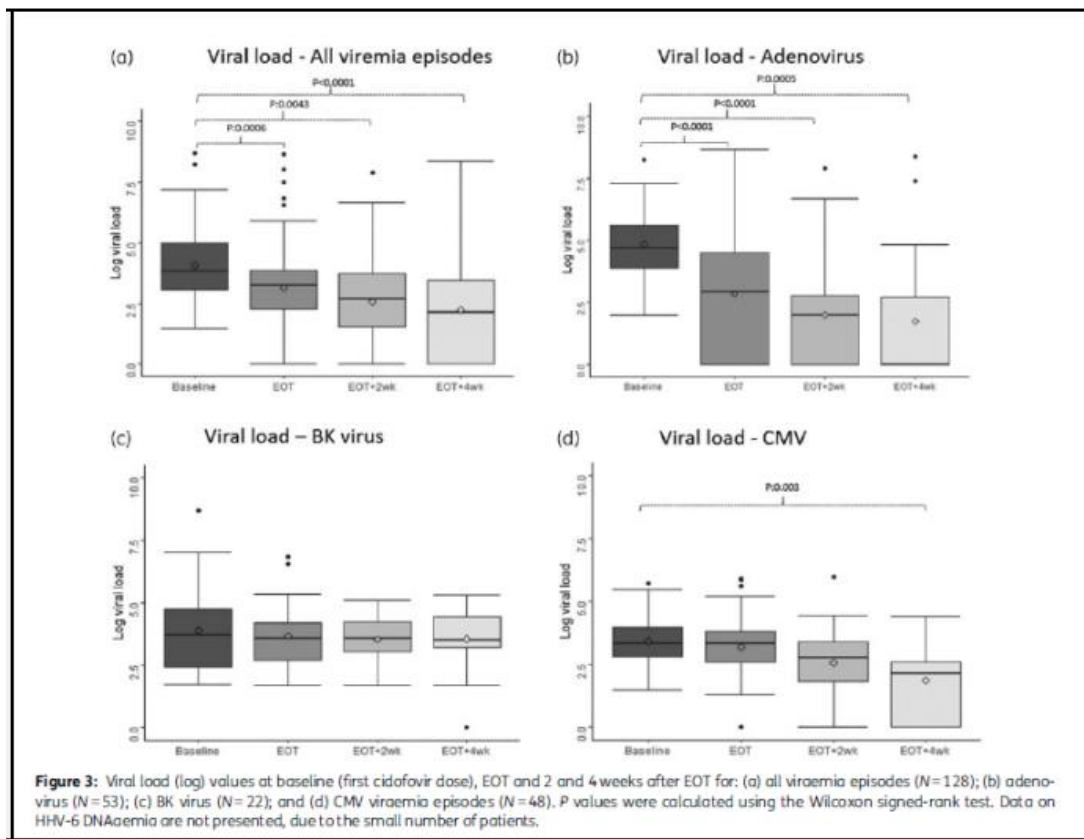 (a) Viral load - All viremia episodes
P<0.0001
P:0.0043
P:0.0006
Log viral load
10.0
7.5
5.0
2.5
0.0
Baseline EOT EOT+2wk EOT+4wk
(b) Viral load - Adenovirus
P=0.0005
P<0.0001
P<0.0001
Log viral load
10.0
7.5
5.0
2.5
0.0
Baseline EOT EOT+2wk EOT+4wk
(c) Viral load – BK virus
Log viral load
10.0
7.5
5.0
2.5
0.0
Baseline EOT EOT+2wk EOT+4wk
(d) Viral load - CMV
P:0.003
Log viral load
10.0
7.5
5.0
2.5
0.0
Baseline EOT EOT+2wk EOT+4wk
Figure 3: Viral load (log) values at baseline (first cidofovir dose), EOT and 2 and 4 weeks after EOT for: (a) all viraemia episodes (N = 128); (b) adeno-
virus (N = 53); (c) BK virus (N = 22); and (d) CMV viraemia episodes (N = 48). P values were calculated using the Wilcoxon signed-rank test. Data on
HHV-6 DNAaemia are not presented, due to the small number of patients.